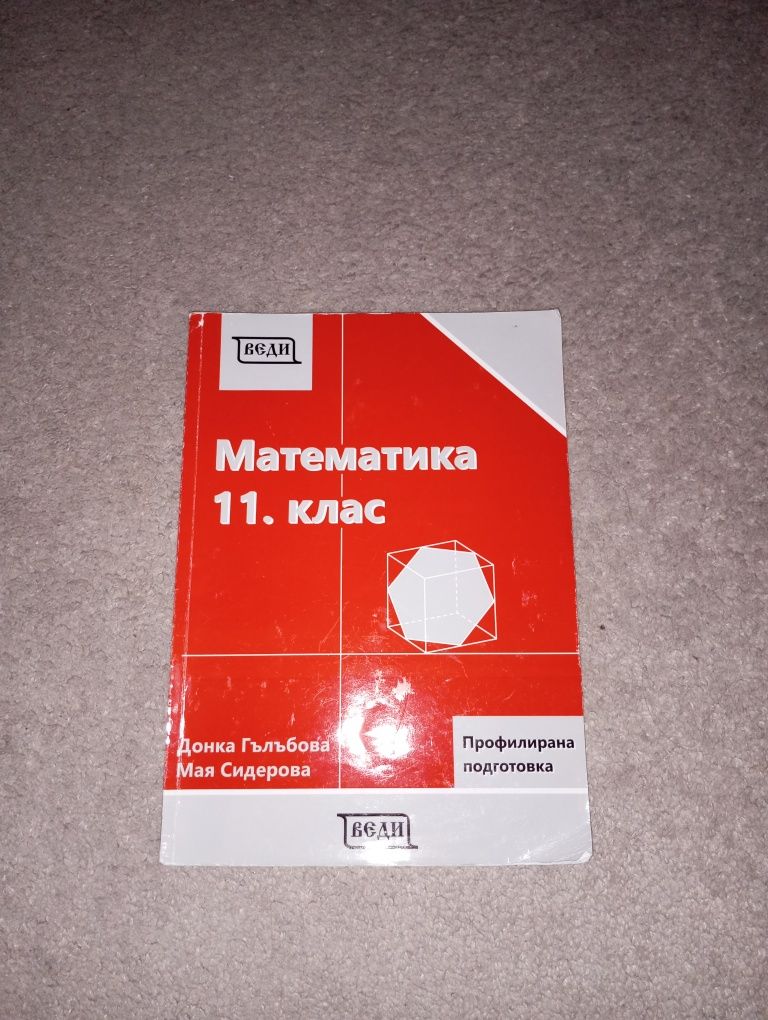 ВЕДИ
Математика
11. клас
Донка Гълъбова
Мая Сидерова
Профилирана
подготовка
ВЕДИ